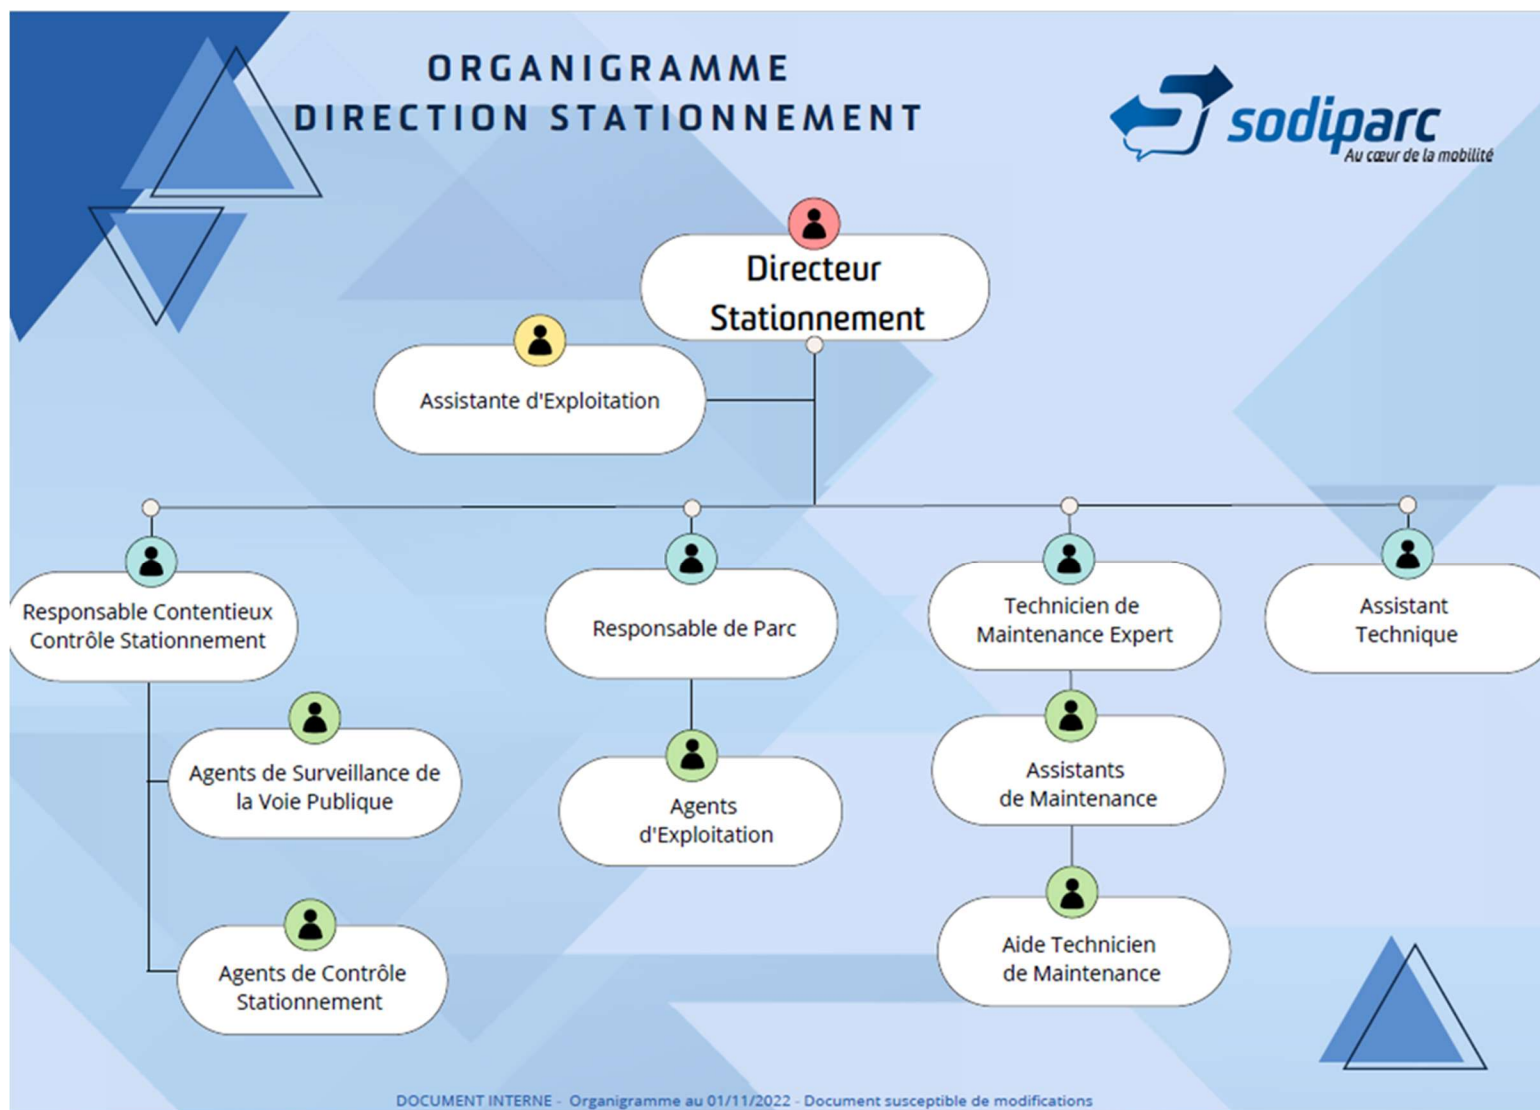 ORGANIGRAMME
DIRECTION STATIONNEMENT
sodiparc
Au cœur de la mobilité
Directeur
Stationnement
Assistante d'Exploitation
Responsable Contentieux
Contrôle Stationnement
Responsable de Parc
Technicien de
Maintenance Expert
Assistant
Technique
Agents de Surveillance de
la Voie Publique
Agents
d'Exploitation
Assistants
de Maintenance
Agents de Contrôle
Stationnement
Aide Technicien
de Maintenance
DOCUMENT INTERNE - Organigramme au 01/11/2022 - Document susceptible de modifications